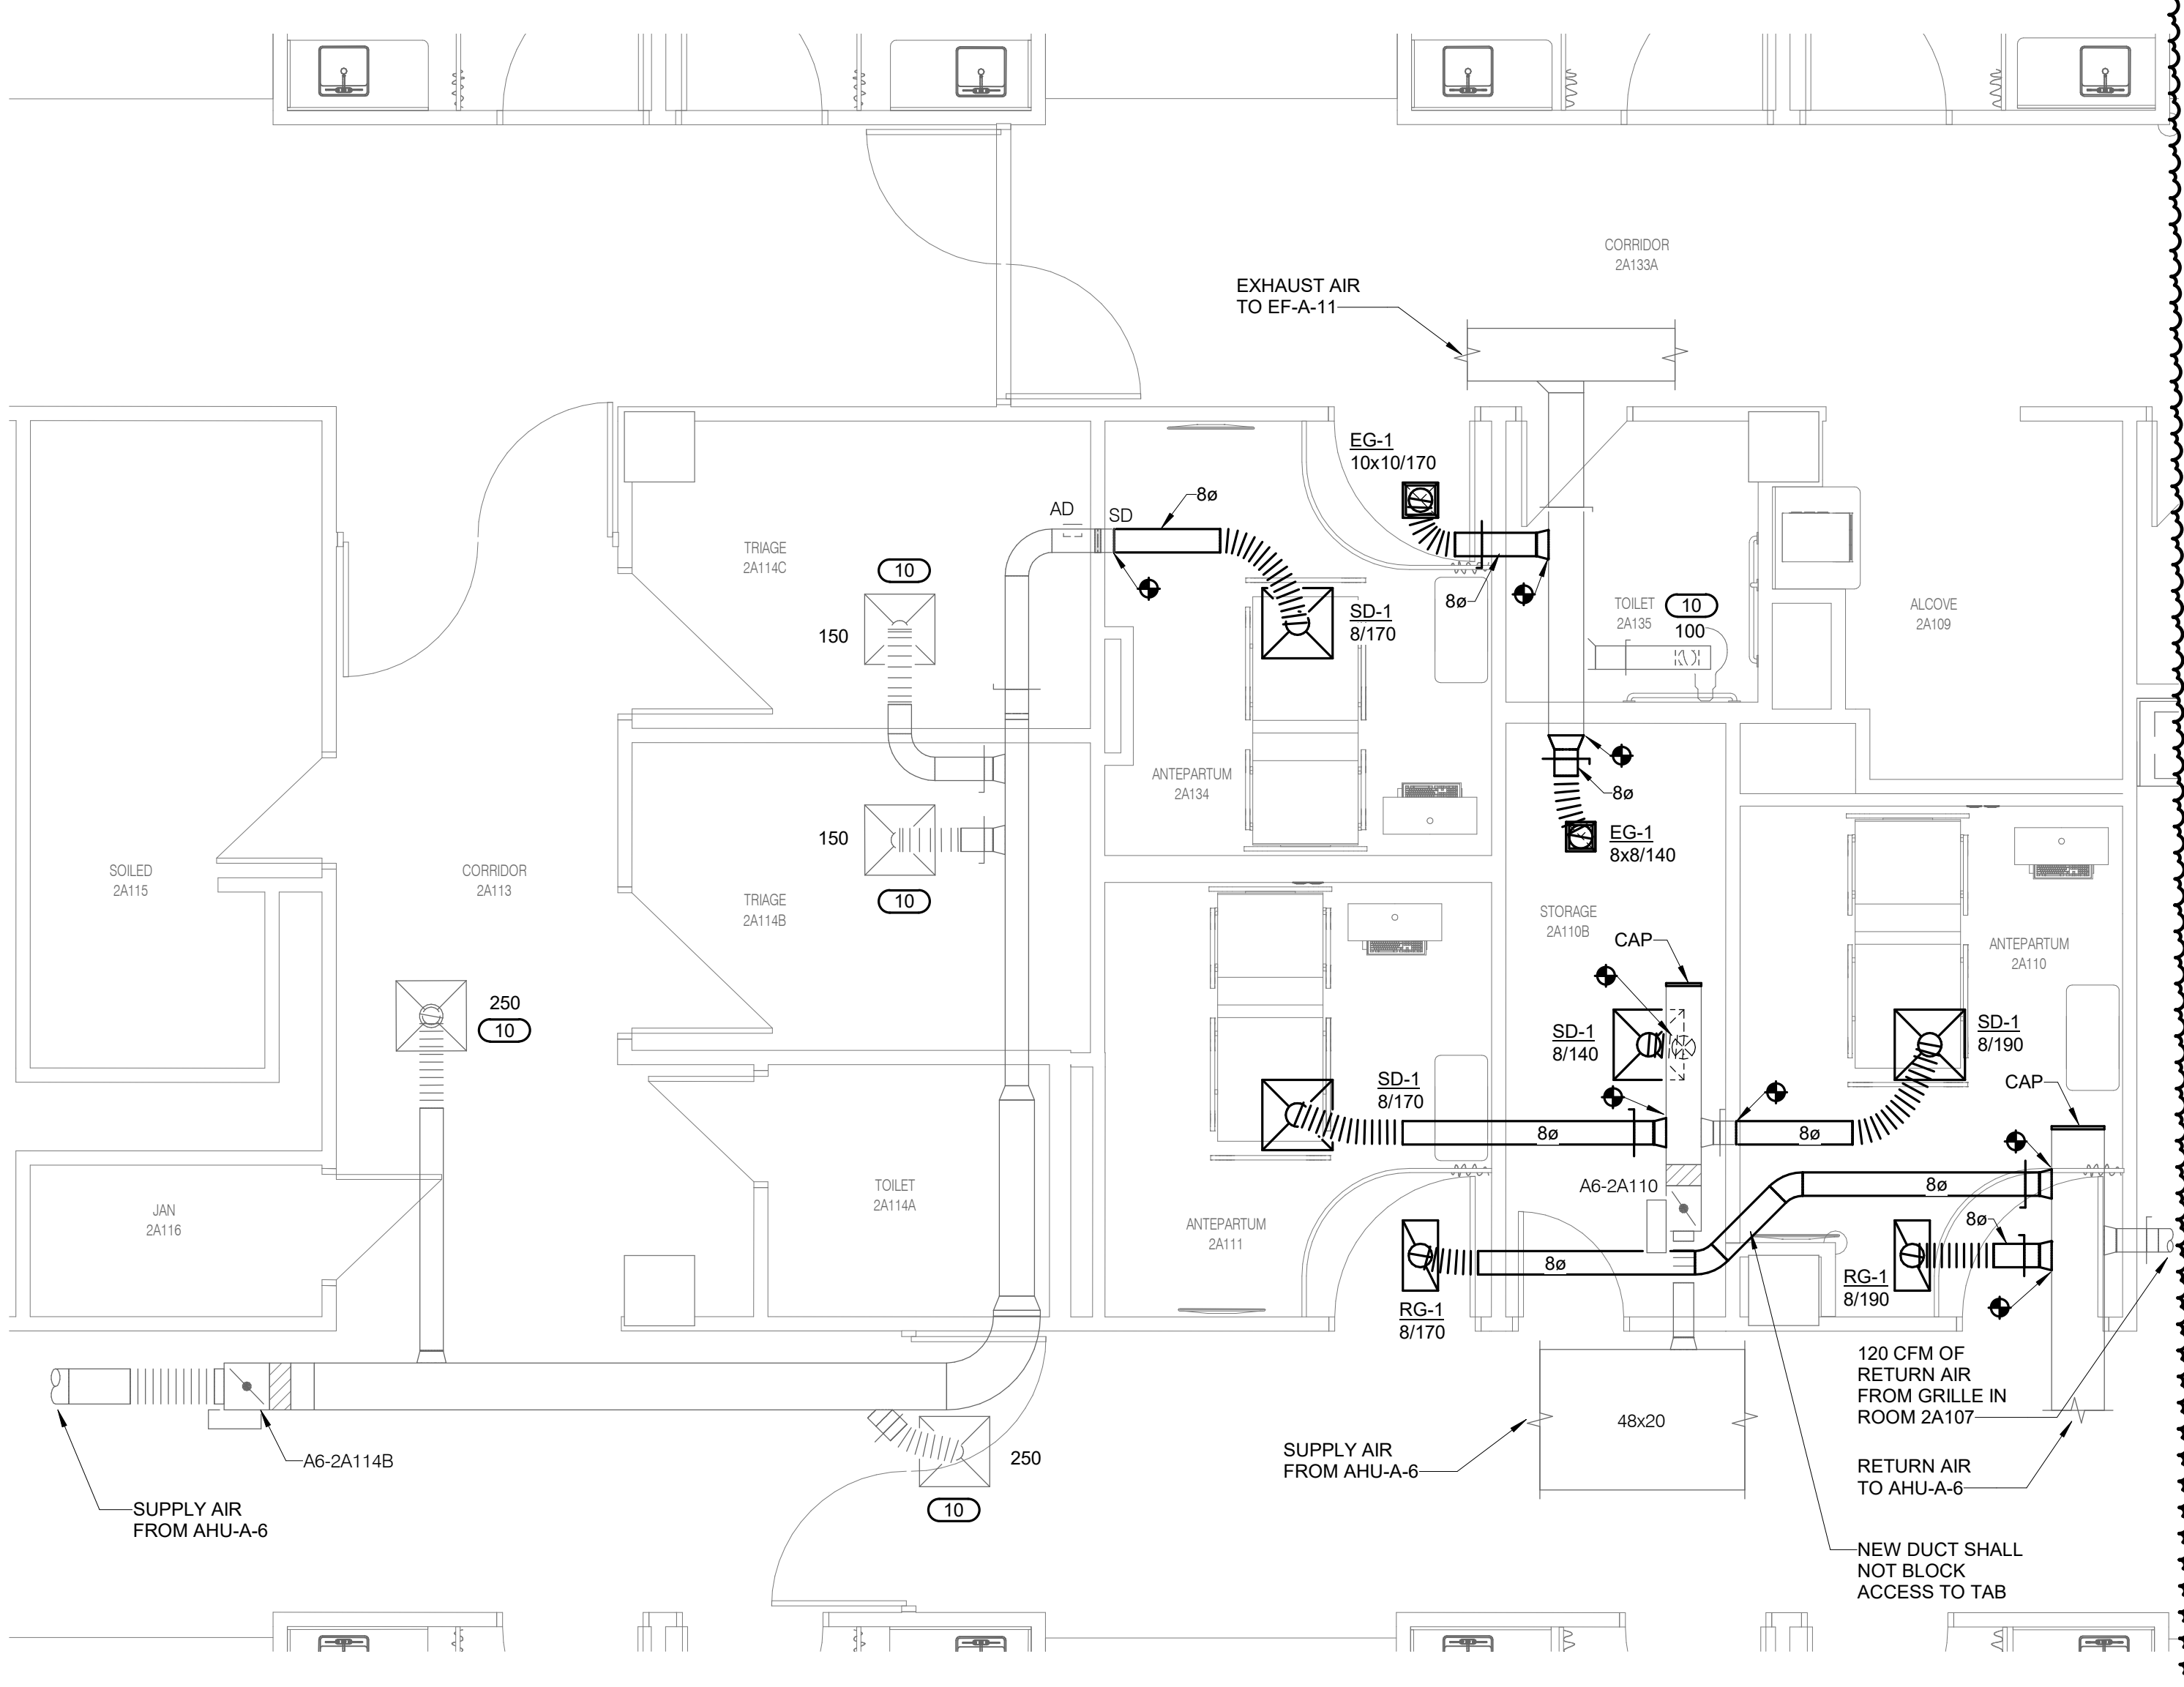 CORRIDOR
2A133A
EXHAUST AIR
TO EF-A-11
EG-1
10x10/170
8ø
AD
SD
TRIAGE
2A114C
10
150
8ø
SD-1
8/170
TOILET
2A135
10
100
ALCOVE
2A109
ANTEPARTUM
2A134
8ø
EG-1
8x8/140
150
10
SOILED
2A115
CORRIDOR
2A113
TRIAGE
2A114B
STORAGE
2A110B
CAP
ANTEPARTUM
2A110
250
10
SD-1
8/140
SD-1
8/190
SD-1
8/170
CAP
8ø
8ø
JAN
2A116
TOILET
2A114A
ANTEPARTUM
2A111
A6-2A110
8ø
8ø
8ø
RG-1
8/170
RG-1
8/190
120 CFM OF
RETURN AIR
FROM GRILLE IN
ROOM 2A107
48x20
SUPPLY AIR
FROM AHU-A-6
A6-2A114B
250
10
RETURN AIR
TO AHU-A-6
SUPPLY AIR
FROM AHU-A-6
NEW DUCT SHALL
NOT BLOCK
ACCESS TO TAB